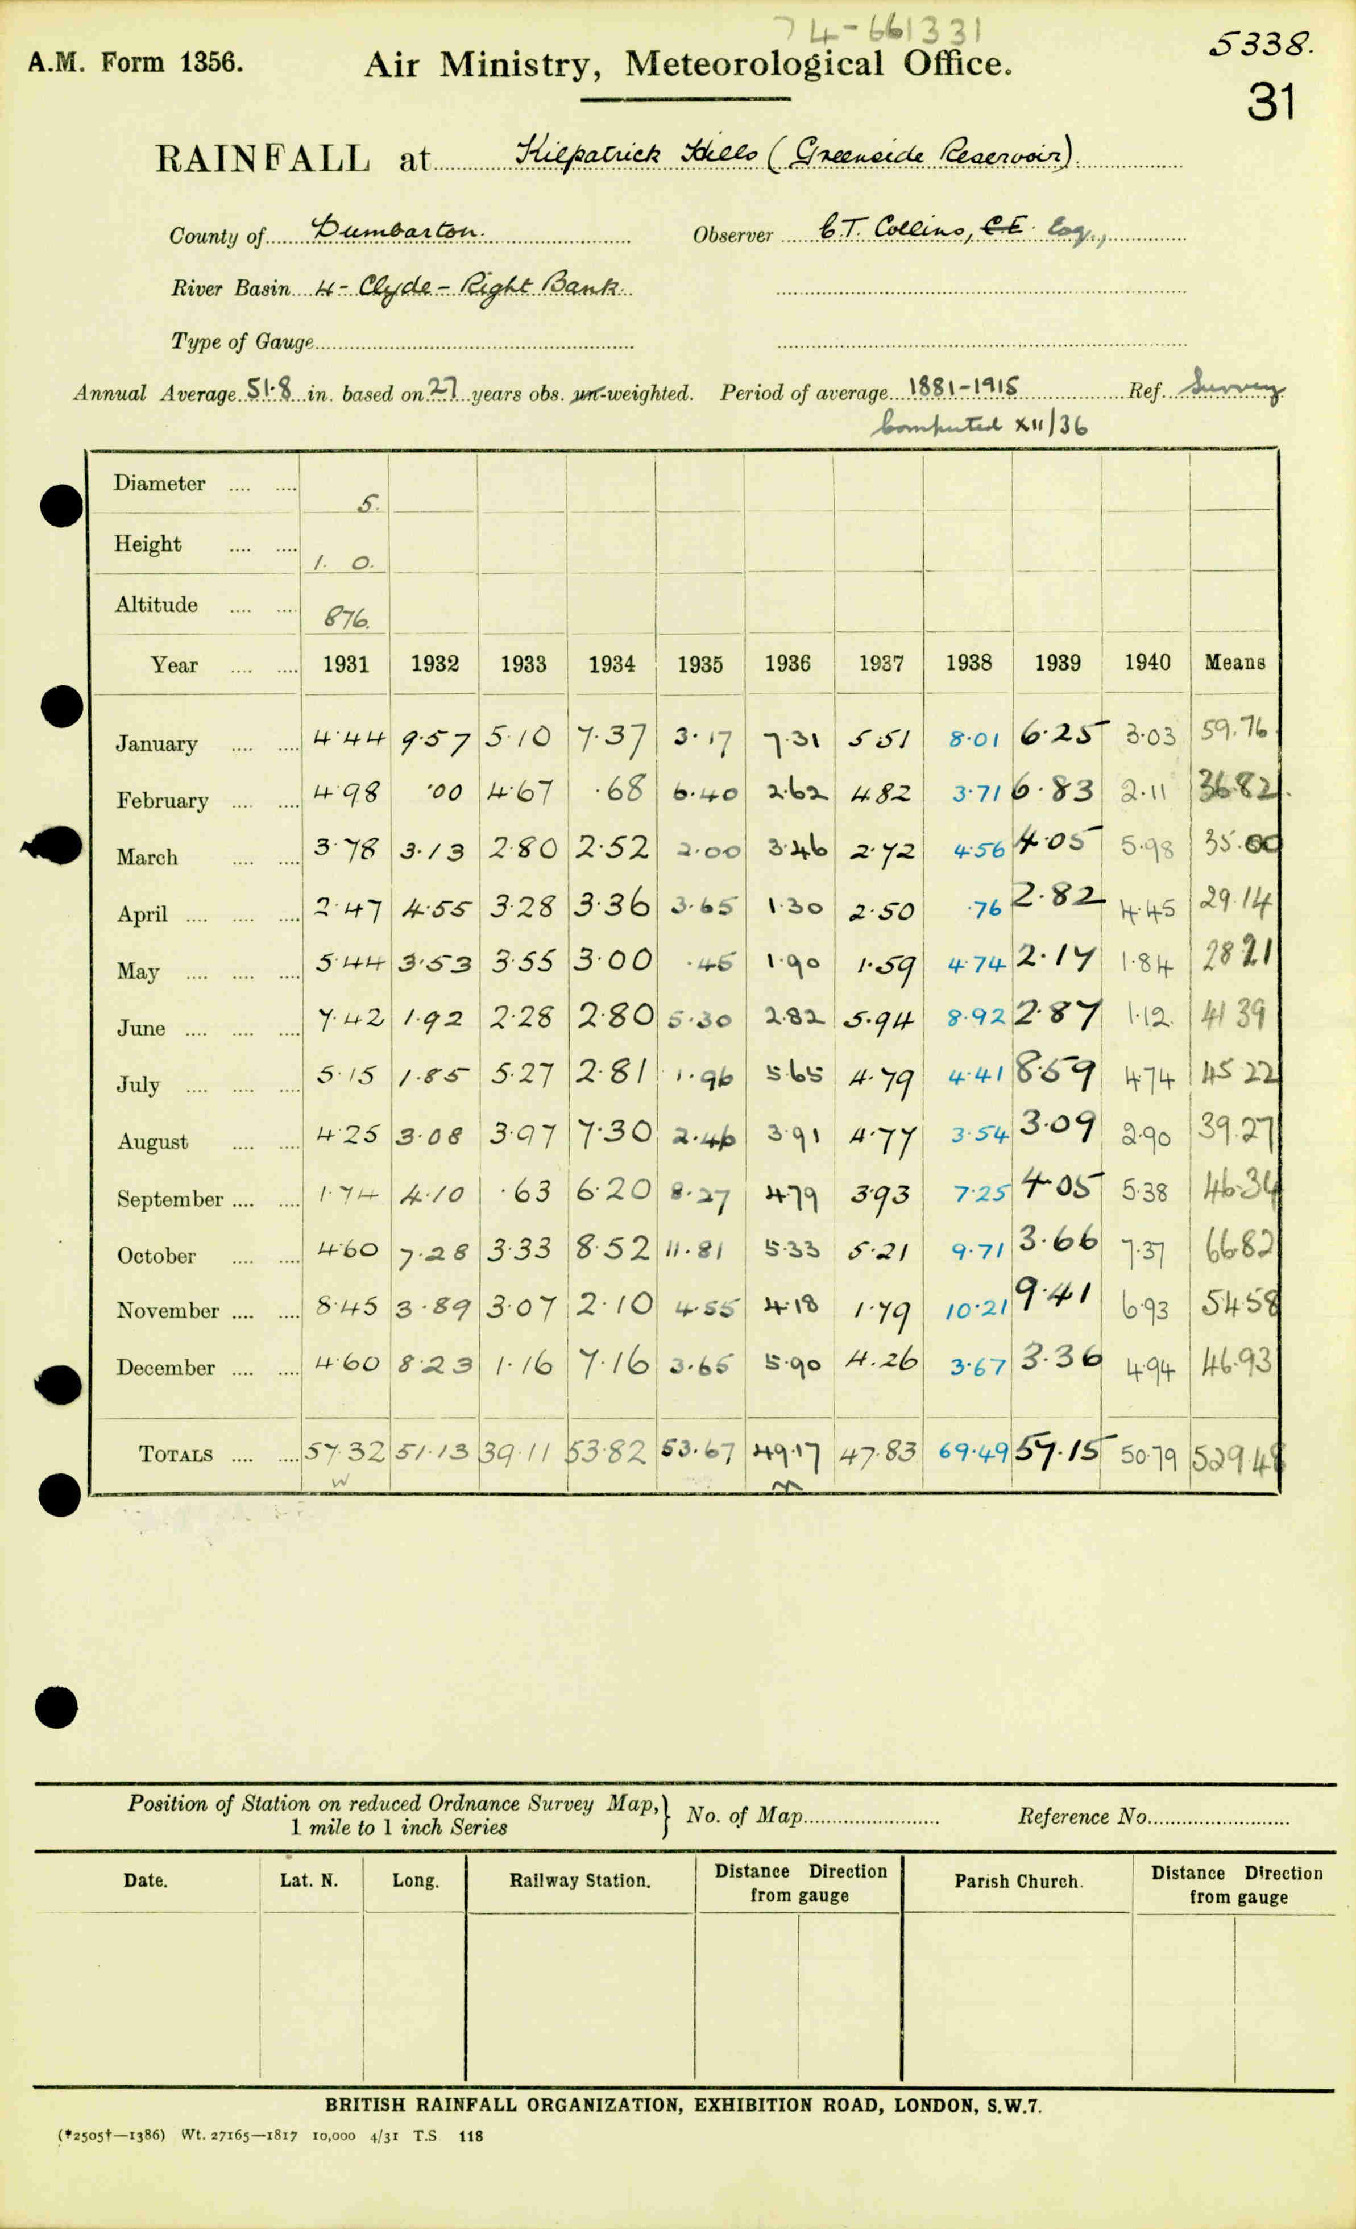 74-661331
5338.
A.M. Form 1356.
Air Ministry, Meteorological Office.
31
RAINFALL at Kilpatrick Hills (Greenside Reservoir)
County of Dumbarton. Observer C.T. Collins, C.E. Esq.,
River Basin 4- Clyde - Right Bank.
Type of Gauge
Annual Average 51.8 in. based on 27 years obs. un-weighted. Period of average 1881-1915 Ref. Survey
Computed XII/36
Diameter 5.
Height 1. 0.
Altitude 876.
Year 1931 1932 1933 1934 1935 1936 1937 1938 1939 1940 Means
January 4.44 9.57 5.10 7.37 3.17 7.31 5.51 8.01 6.25 3.03 59.76
February 4.98 .00 4.67 .68 6.40 2.62 4.82 3.71 6.83 2.11 36.82
March 3.78 3.13 2.80 2.52 2.00 3.46 2.72 4.56 4.05 5.98 35.00
April 2.47 4.55 3.28 3.36 3.65 1.30 2.50 .76 2.82 4.45 29.14
May 5.44 3.53 3.55 3.00 .45 1.90 1.59 4.74 2.17 1.84 28.21
June 7.42 1.92 2.28 2.80 5.30 2.82 5.94 8.92 2.87 1.12 41.39
July 5.15 1.85 5.27 2.81 1.96 5.65 4.79 4.41 8.59 4.74 45.22
August 4.25 3.08 3.97 7.30 2.46 3.91 4.77 3.54 3.09 2.90 39.27
September 1.74 4.10 .63 6.20 8.27 4.79 3.93 7.25 4.05 5.38 46.34
October 4.60 7.28 3.33 8.52 11.81 5.33 5.21 9.71 3.66 7.37 66.82
November 8.45 3.89 3.07 2.10 4.55 4.18 1.79 10.21 9.41 6.93 54.58
December 4.60 8.23 1.16 7.16 3.65 5.90 4.26 3.67 3.36 4.94 46.93
TOTALS 57.32 51.13 39.11 53.82 53.67 49.17 47.83 69.49 57.15 50.79 529.48
w
Position of Station on reduced Ordnance Survey Map,} No. of Map Reference No.
1 mile to 1 inch Series
Date. Lat. N. Long. Railway Station. Distance Direction from gauge Parish Church. Distance Direction from gauge
BRITISH RAINFALL ORGANIZATION, EXHIBITION ROAD, LONDON, S.W.7.
(*2505†—1386) Wt. 27165—1817 10,000 4/31 T.S 118